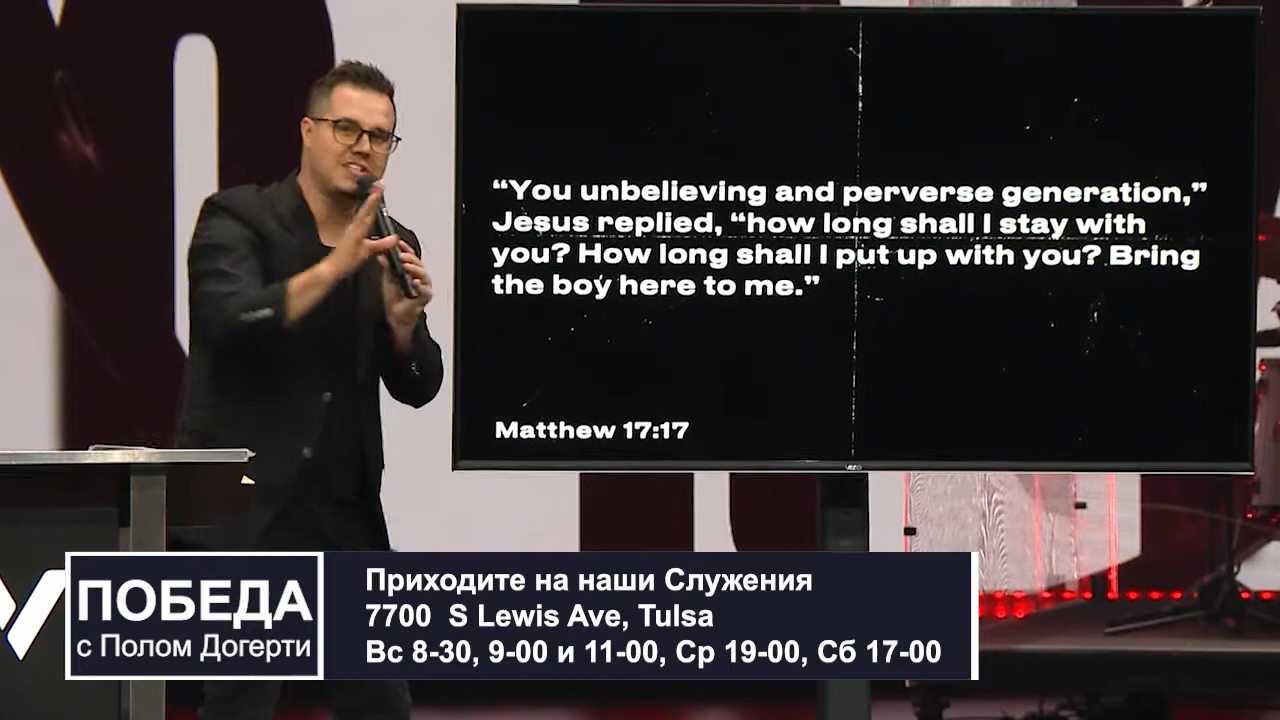 “You unbelieving and perverse generation,”
Jesus replied, “how long shall I stay with
you? How long shall I put up with you? Bring
the boy here to me.”
Matthew 17:17
ПОБЕДА
с Полом Догерти
Приходите на наши Служения
7700 S Lewis Ave, Tulsa
Вс 8-30, 9-00 и 11-00, Ср 19-00, Сб 17-00